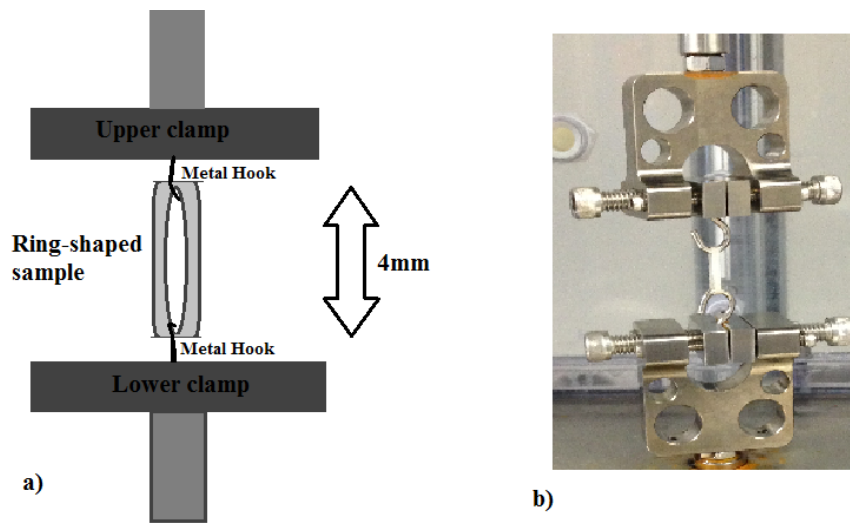 Upper clamp
Metal Hook
Ring-shaped
sample
4mm
Metal Hook
Lower clamp
a)
b)